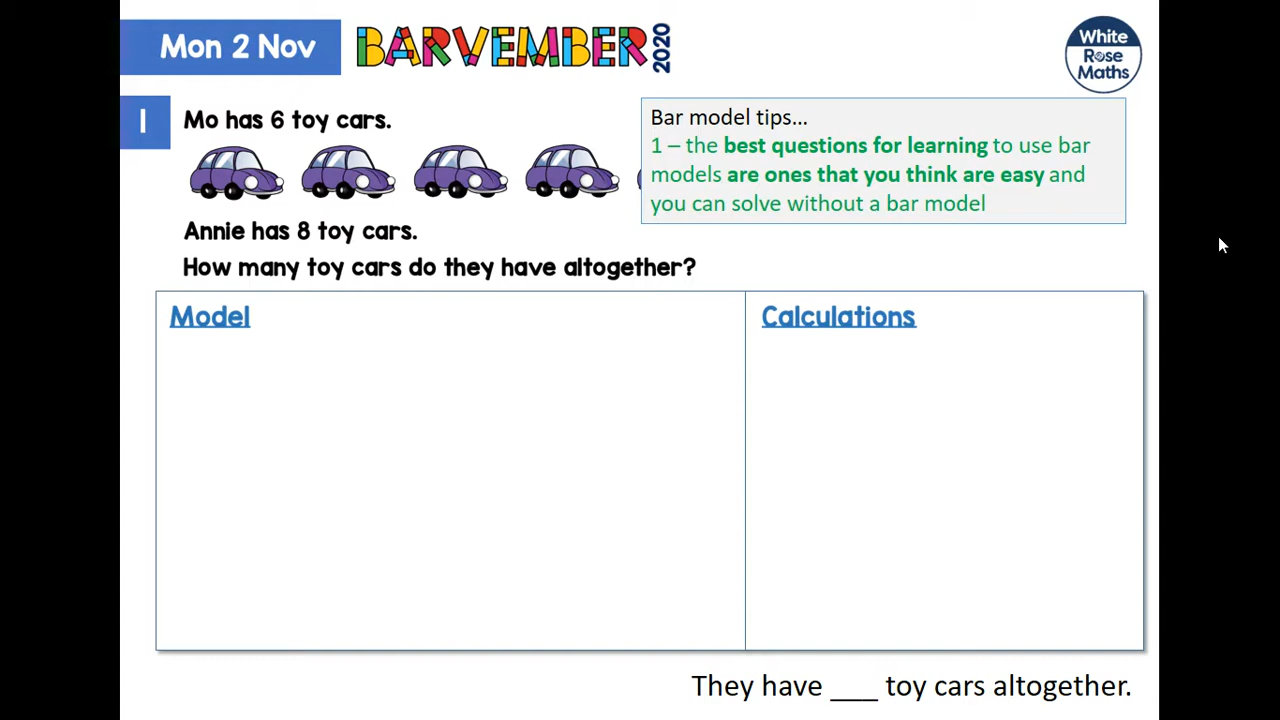 Mon 2 Nov
BARVEMBER 2020
White
Rose
Maths
1
Mo has 6 toy cars.
Bar model tips...
1 – the best questions for learning to use bar
models are ones that you think are easy and
you can solve without a bar model
Annie has 8 toy cars.
How many toy cars do they have altogether?
Model
Calculations
They have ___ toy cars altogether.